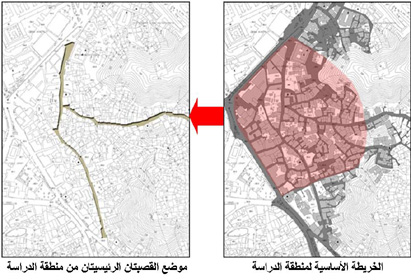 الخريطة الأساسية لمنطقة الدراسة
موضع القصبتان الرئيسيتان من منطقة الدراسة